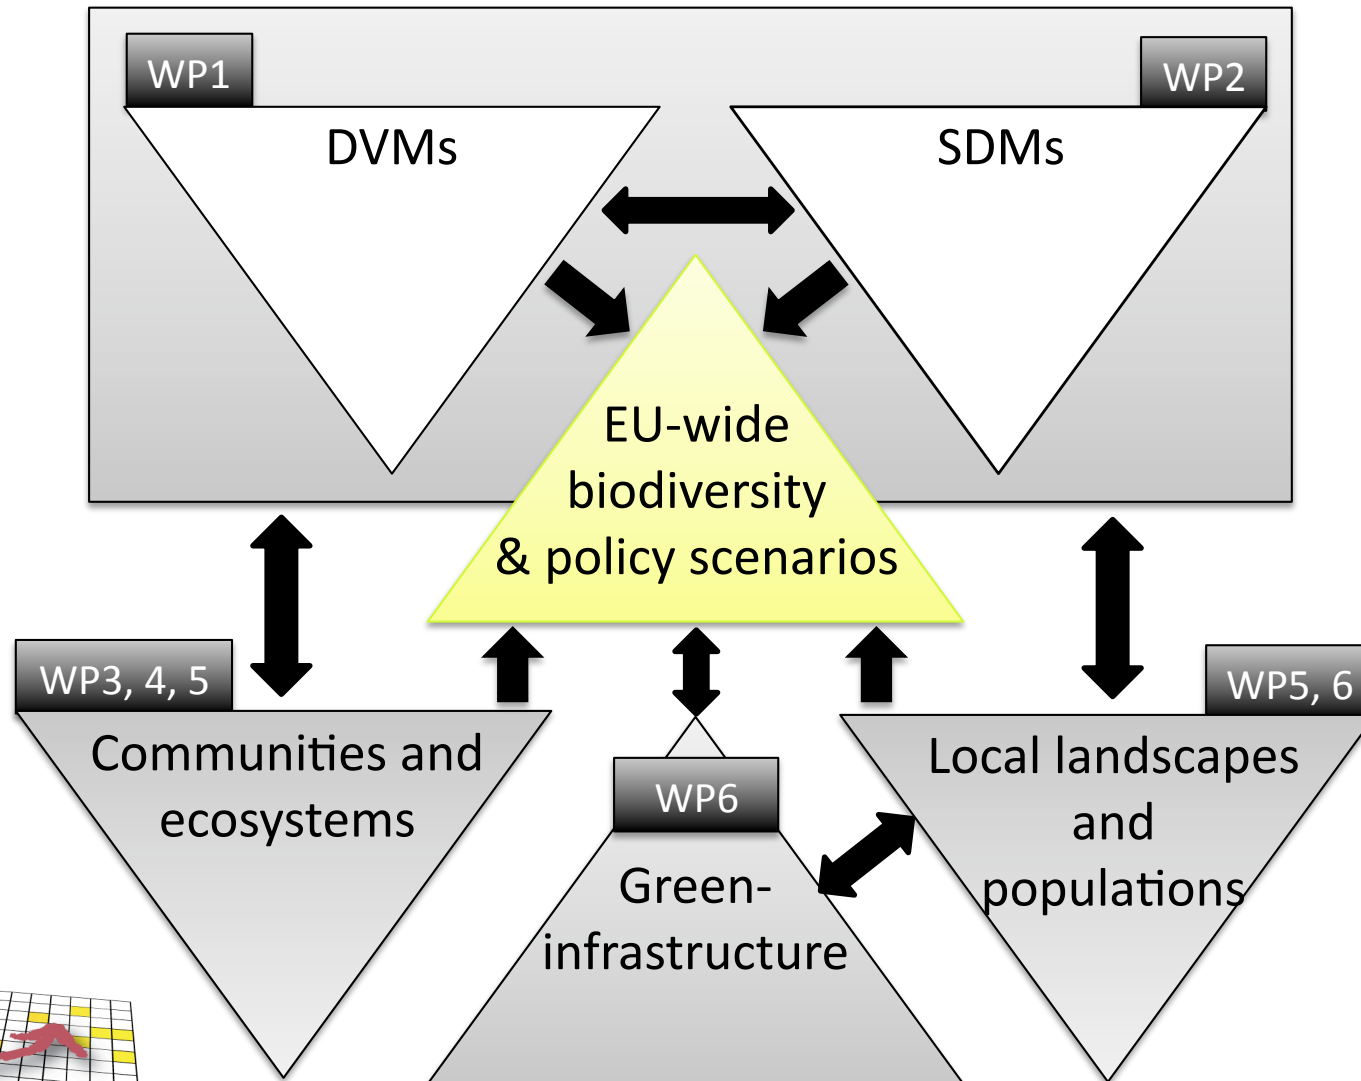 WP1
WP2
DVMs
SDMs
EU-wide
biodiversity
& policy scenarios
WP3, 4, 5
WP5, 6
Communities and
ecosystems
WP6
Green-
infrastructure
Local landscapes
and
populations